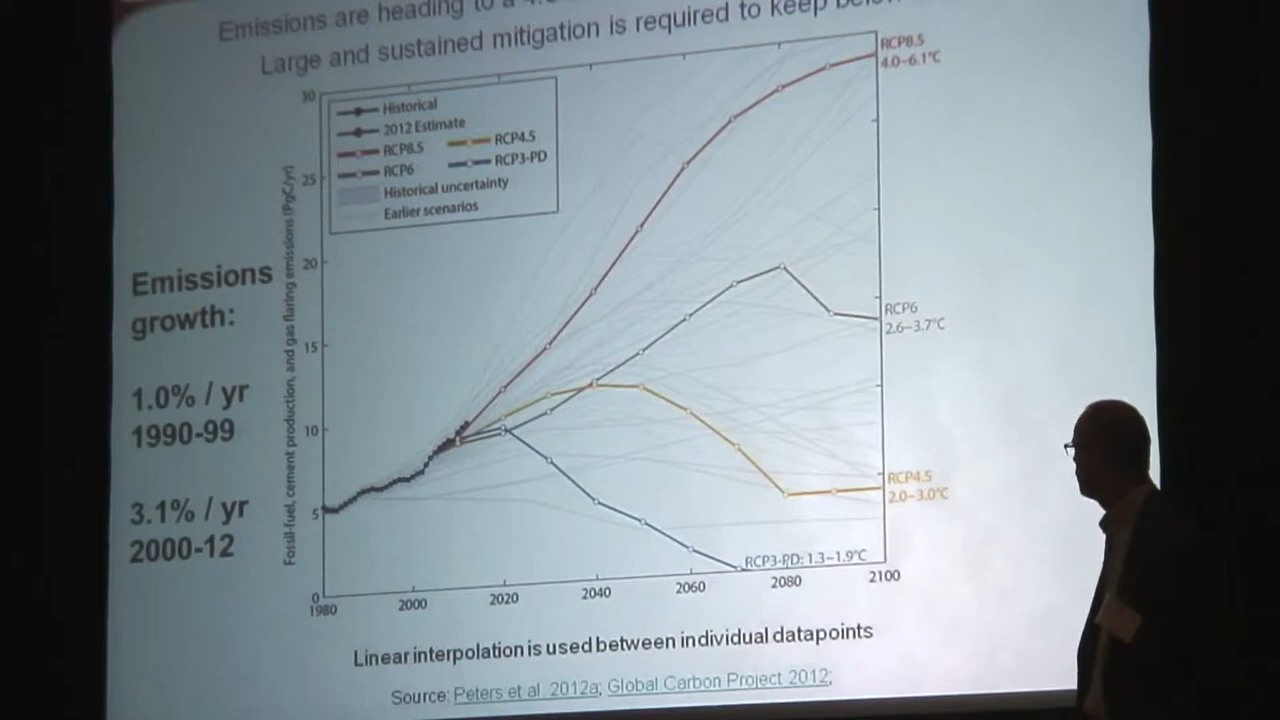 Emissions are heading to a
Large and sustained mitigation is required to keep
RCP8.5
4.0–6.1°C
30
Historical
2012 Estimate
RCP8.5
RCP4.5
RCP6
RCP3-PD
Historical uncertainty
Earlier scenarios
Fossil-fuel, cement production, and gas flaring emissions (PgC/yr)
25
20
15
10
5
0
Emissions
growth:
1.0% / yr
1990-99
3.1% / yr
2000-12
RCP6
2.6–3.7°C
RCP4.5
2.0–3.0°C
RCP3-PD: 1.3–1.9°C
1980
2000
2020
2040
2060
2080
2100
Linear interpolation is used between individual datapoints
Source: Peters et al. 2012a; Global Carbon Project 2012;